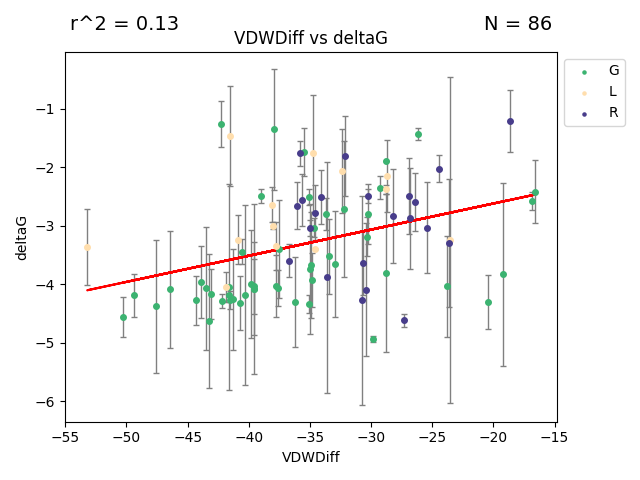 r^2 = 0.13 N = 86
VDWDiff vs deltaG
G
L
R
−1
−2
−3
−4
−5
−6
deltaG
−55 −50 −45 −40 −35 −30 −25 −20 −15
VDWDiff